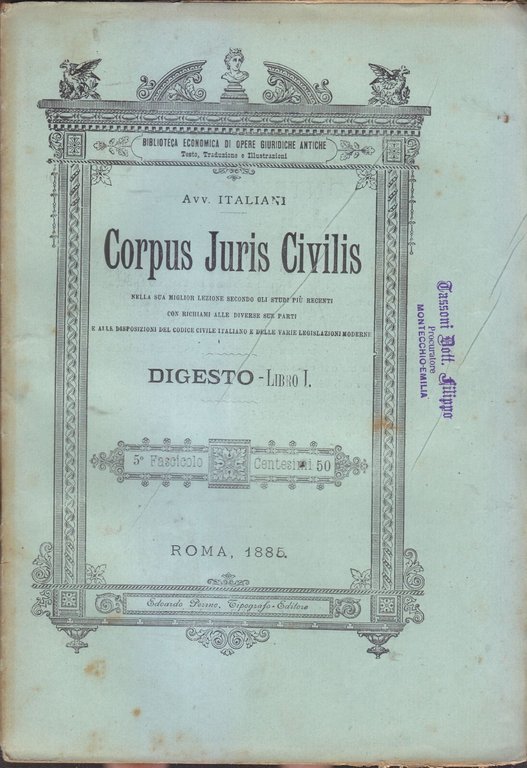 BIBLIOTECA ECONOMICA DI OPERE GIURIDICHE ANTICHE
Testo, Traduzione e Illustrazioni
Avv. ITALIANI
Corpus Juris Civilis
NELLA SUA MIGLIOR LEZIONE SECONDO GLI STUDI PIÙ RECENTI
CON RICHIAMI ALLE DIVERSE SUE PARTI
E ALLE DISPOSIZIONI DEL CODICE CIVILE ITALIANO E DELLE VARIE LEGISLAZIONI MODERNE
DIGESTO - LIBRO I.
5° Fascicolo
Centesimi 50
ROMA, 1885.
Edoardo Perino, Tipografo-Editore
Tassoni Dott. Filippo
Procuratore
MONTECCHIO-EMILIA